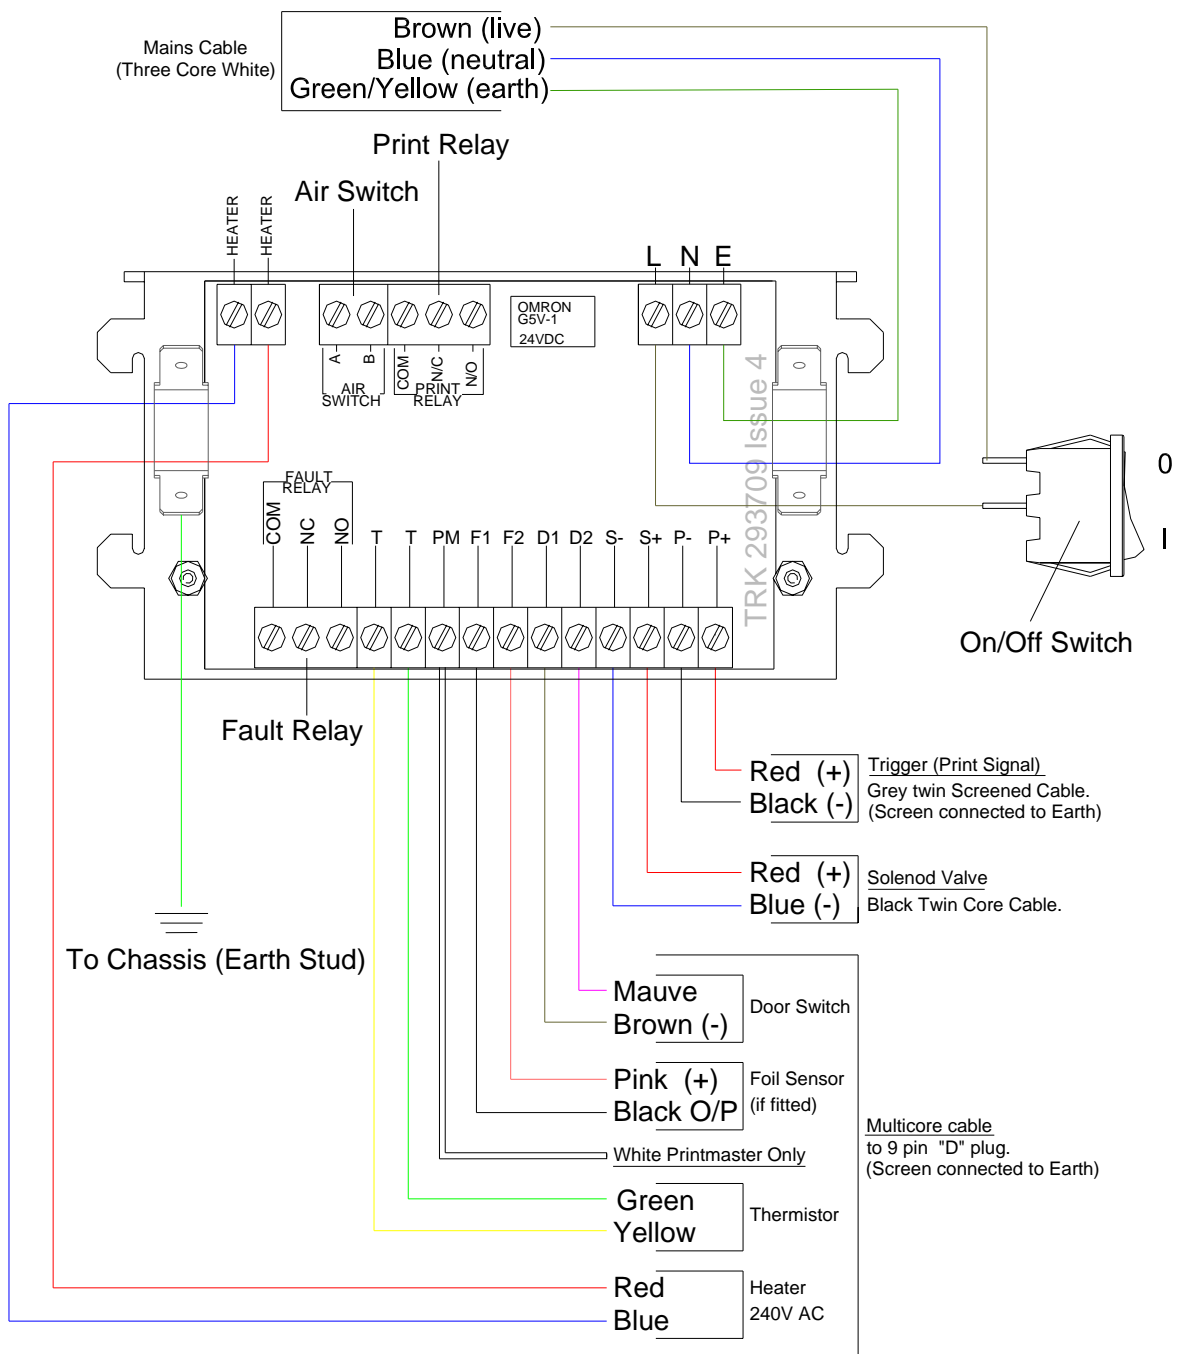 Brown (live)
Mains Cable
(Three Core White)
Blue (neutral)
Green/Yellow (earth)
Print Relay
Air Switch
HEATER
HEATER
L N E
OMRON
G5V-1
24VDC
A
B
COM
N/C
N/O
AIR
SWITCH
PRINT
RELAY
TRK 293709 Issue 4
0
I
On/Off Switch
FAULT
RELAY
COM
NC
NO
T T PM F1 F2 D1 D2 S- S+ P- P+
Fault Relay
Red (+)
Black (-)
Trigger (Print Signal)
Grey twin Screened Cable.
(Screen connected to Earth)
Red (+)
Blue (-)
Solenod Valve
Black Twin Core Cable.
To Chassis (Earth Stud)
Mauve
Brown (-)
Door Switch
Pink (+)
Black O/P
Foil Sensor
(if fitted)
White Printmaster Only
Multicore cable
to 9 pin "D" plug.
(Screen connected to Earth)
Green
Yellow
Thermistor
Red
Blue
Heater
240V AC